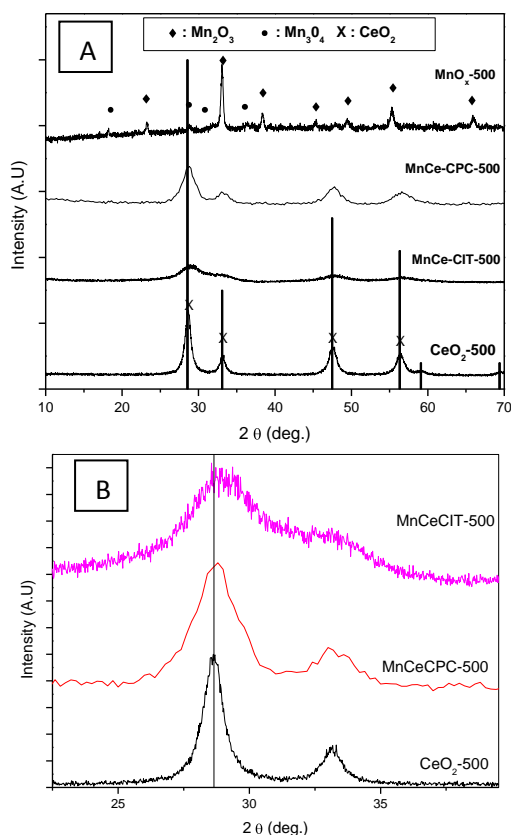 A
♦ : Mn₂O₃ ● : Mn₃0₄ X : CeO₂
MnOₓ-500
MnCe-CPC-500
MnCe-CIT-500
X
X
X
X
CeO₂-500
Intensity (A.U)
10 20 30 40 50 60 70
2 θ (deg.)
B
MnCeCIT-500
MnCeCPC-500
CeO₂-500
Intensity (A.U)
25 30 35
2 θ (deg.)